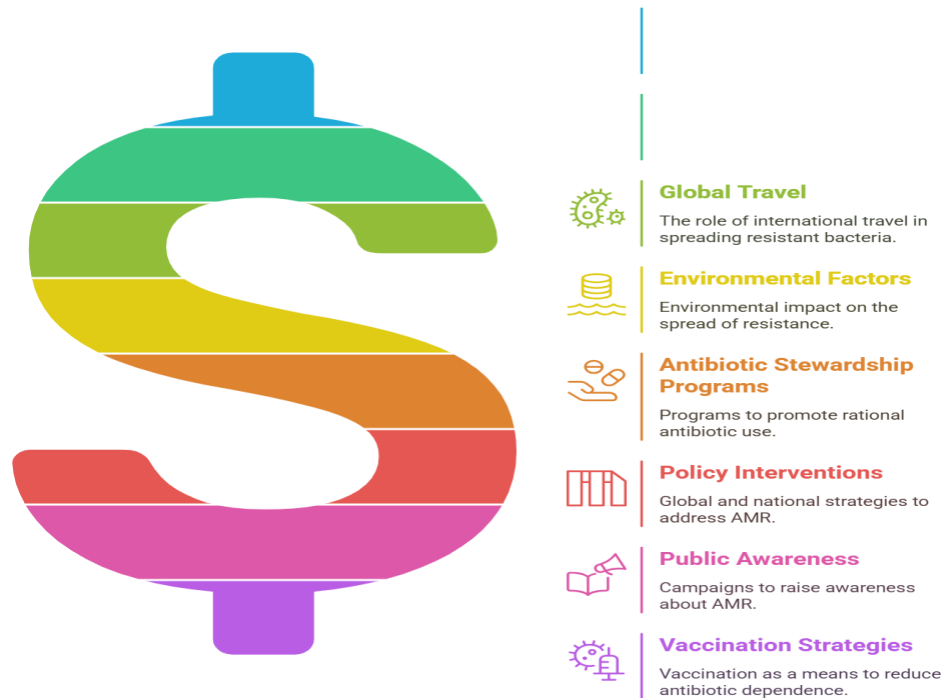 Global Travel
The role of international travel in
spreading resistant bacteria.
Environmental Factors
Environmental impact on the
spread of resistance.
Antibiotic Stewardship
Programs
Programs to promote rational
antibiotic use.
Policy Interventions
Global and national strategies to
address AMR.
Public Awareness
Campaigns to raise awareness
about AMR.
Vaccination Strategies
Vaccination as a means to reduce
antibiotic dependence.